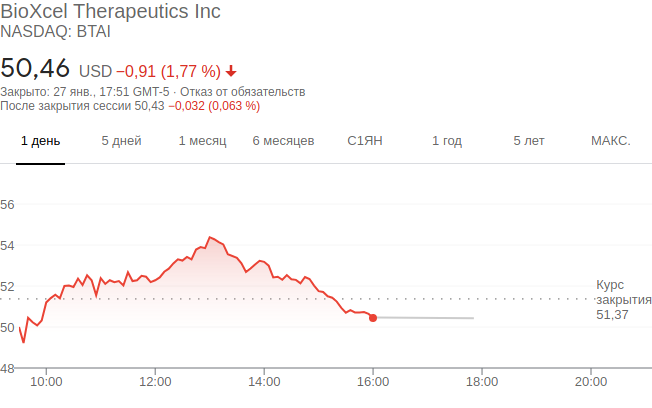 BioXcel Therapeutics Inc
NASDAQ: BTAI
50,46 USD −0,91 (1,77 %)
Закрыто: 27 янв., 17:51 GMT-5 · Отказ от обязательств
После закрытия сессии 50,43 −0,032 (0,063 %)
1 день 5 дней 1 месяц 6 месяцев С1ЯН 1 год 5 лет МАКС.
56
54
52
50
48
Курс
закрытия
51,37
10:00 12:00 14:00 16:00 18:00 20:00